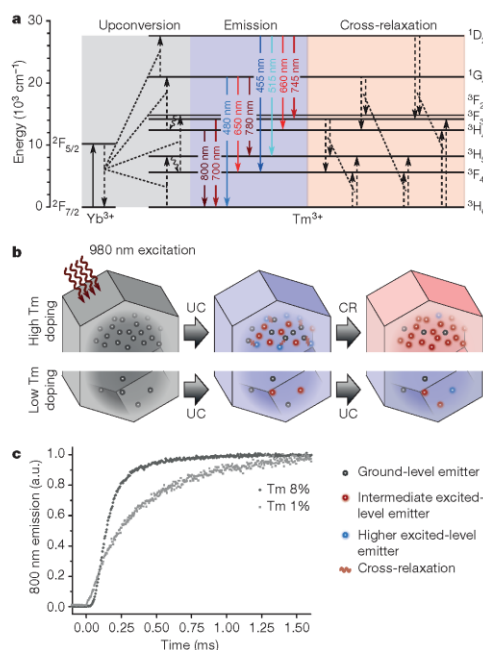 a
Upconversion Emission Cross-relaxation
Energy (10³ cm⁻¹)
30
20
10
0
²F₅/₂
²F₇/₂
Yb³⁺
Tm³⁺
800 nm
700 nm
480 nm
650 nm
780 nm
455 nm
515 nm
660 nm
745 nm
¹D
¹G
³F
³F
³H
³H
³F
³H
b
980 nm excitation
High Tm doping
UC
CR
Low Tm doping
UC
UC
c
800 nm emission (a.u.)
1.0
0.8
0.6
0.4
0.2
0.0
Tm 8%
Tm 1%
0.00 0.25 0.50 0.75 1.00 1.25 1.50
Time (ms)
Ground-level emitter
Intermediate excited-
level emitter
Higher excited-level
emitter
Cross-relaxation